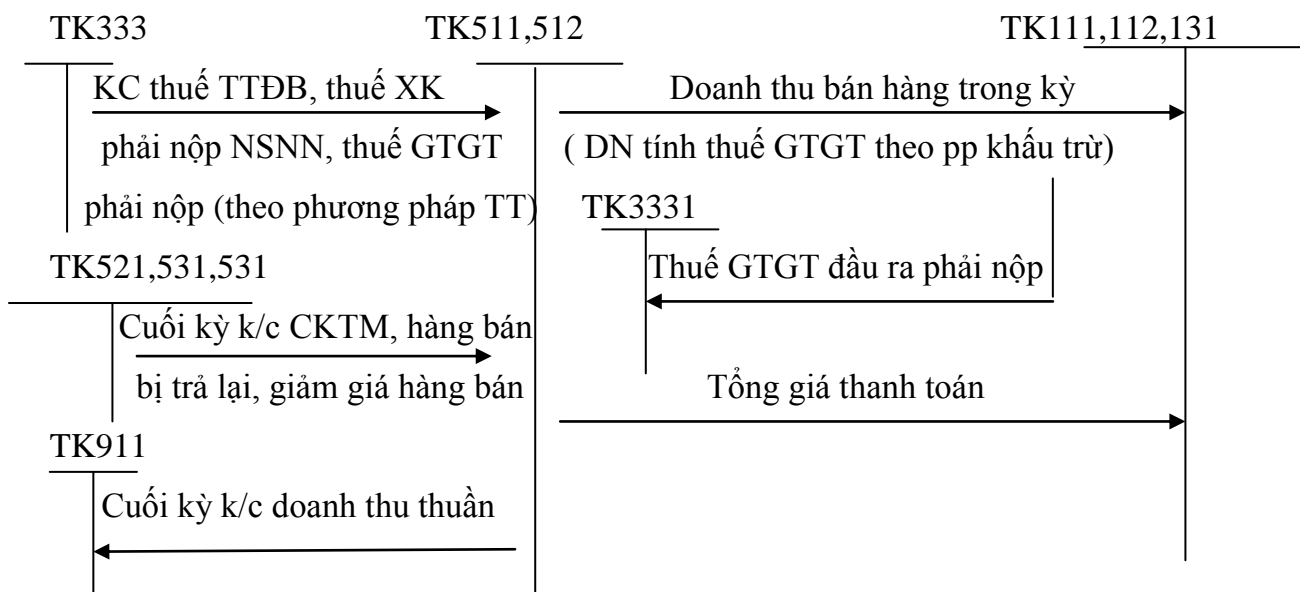 TK333 TK511,512 TK111,112,131
KC thuế TTĐB, thuế XK Doanh thu bán hàng trong kỳ
phải nộp NSNN, thuế GTGT ( DN tính thuế GTGT theo pp khấu trừ)
phải nộp (theo phương pháp TT) TK3331
TK521,531,531 Thuế GTGT đầu ra phải nộp
Cuối kỳ k/c CKTM, hàng bán
bị trả lại, giảm giá hàng bán Tổng giá thanh toán
TK911
Cuối kỳ k/c doanh thu thuần